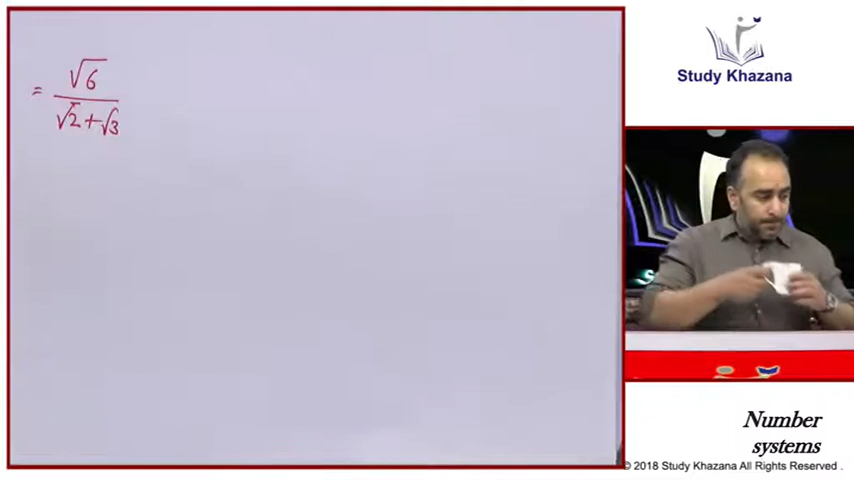 = √6 / √2 + √3
Study Khazana
Number
systems
© 2018 Study Khazana All Rights Reserved .